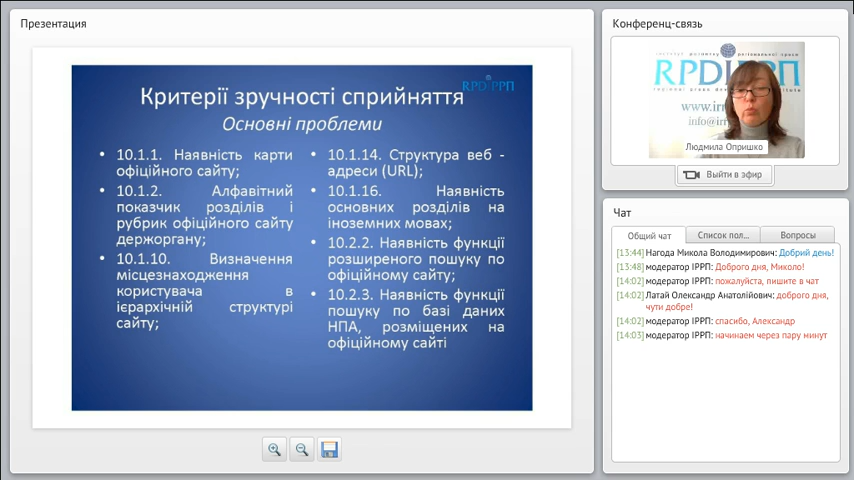 Презентация
RPDІРРП
Критерії зручності сприйняття
Основні проблеми
• 10.1.1. Наявність карти
офіційного сайту;
• 10.1.2. Алфавітний
показчик розділів і
рубрик офіційного сайту
держоргану;
• 10.1.10. Визначення
місцезнаходження
користувача в
ієрархічній структурі
сайту;
• 10.1.14. Структура веб -
адреси (URL);
• 10.1.16. Наявність
основних розділів на
іноземних мовах;
• 10.2.2. Наявність функції
розширеного пошуку по
офіційному сайту;
• 10.2.3. Наявність функції
пошуку по базі даних
НПА, розміщених на
офіційному сайті
Конференц-связь
RPDІРРП
www.irr
info@irr
Людмила Опришко
Выйти в эфир
Чат
Общий чат
Список пол...
Вопросы
[13:44] Нагода Микола Володимирович: Добрий день!
[13:48] модератор ІРРП: Доброго дня, Миколо!
[14:02] модератор ІРРП: пожалуйста, пишите в чат
[14:02] Латай Олександр Анатолійович: доброго дня,
чути добре!
[14:02] модератор ІРРП: спасибо, Александр
[14:03] модератор ІРРП: начинаем через пару минут